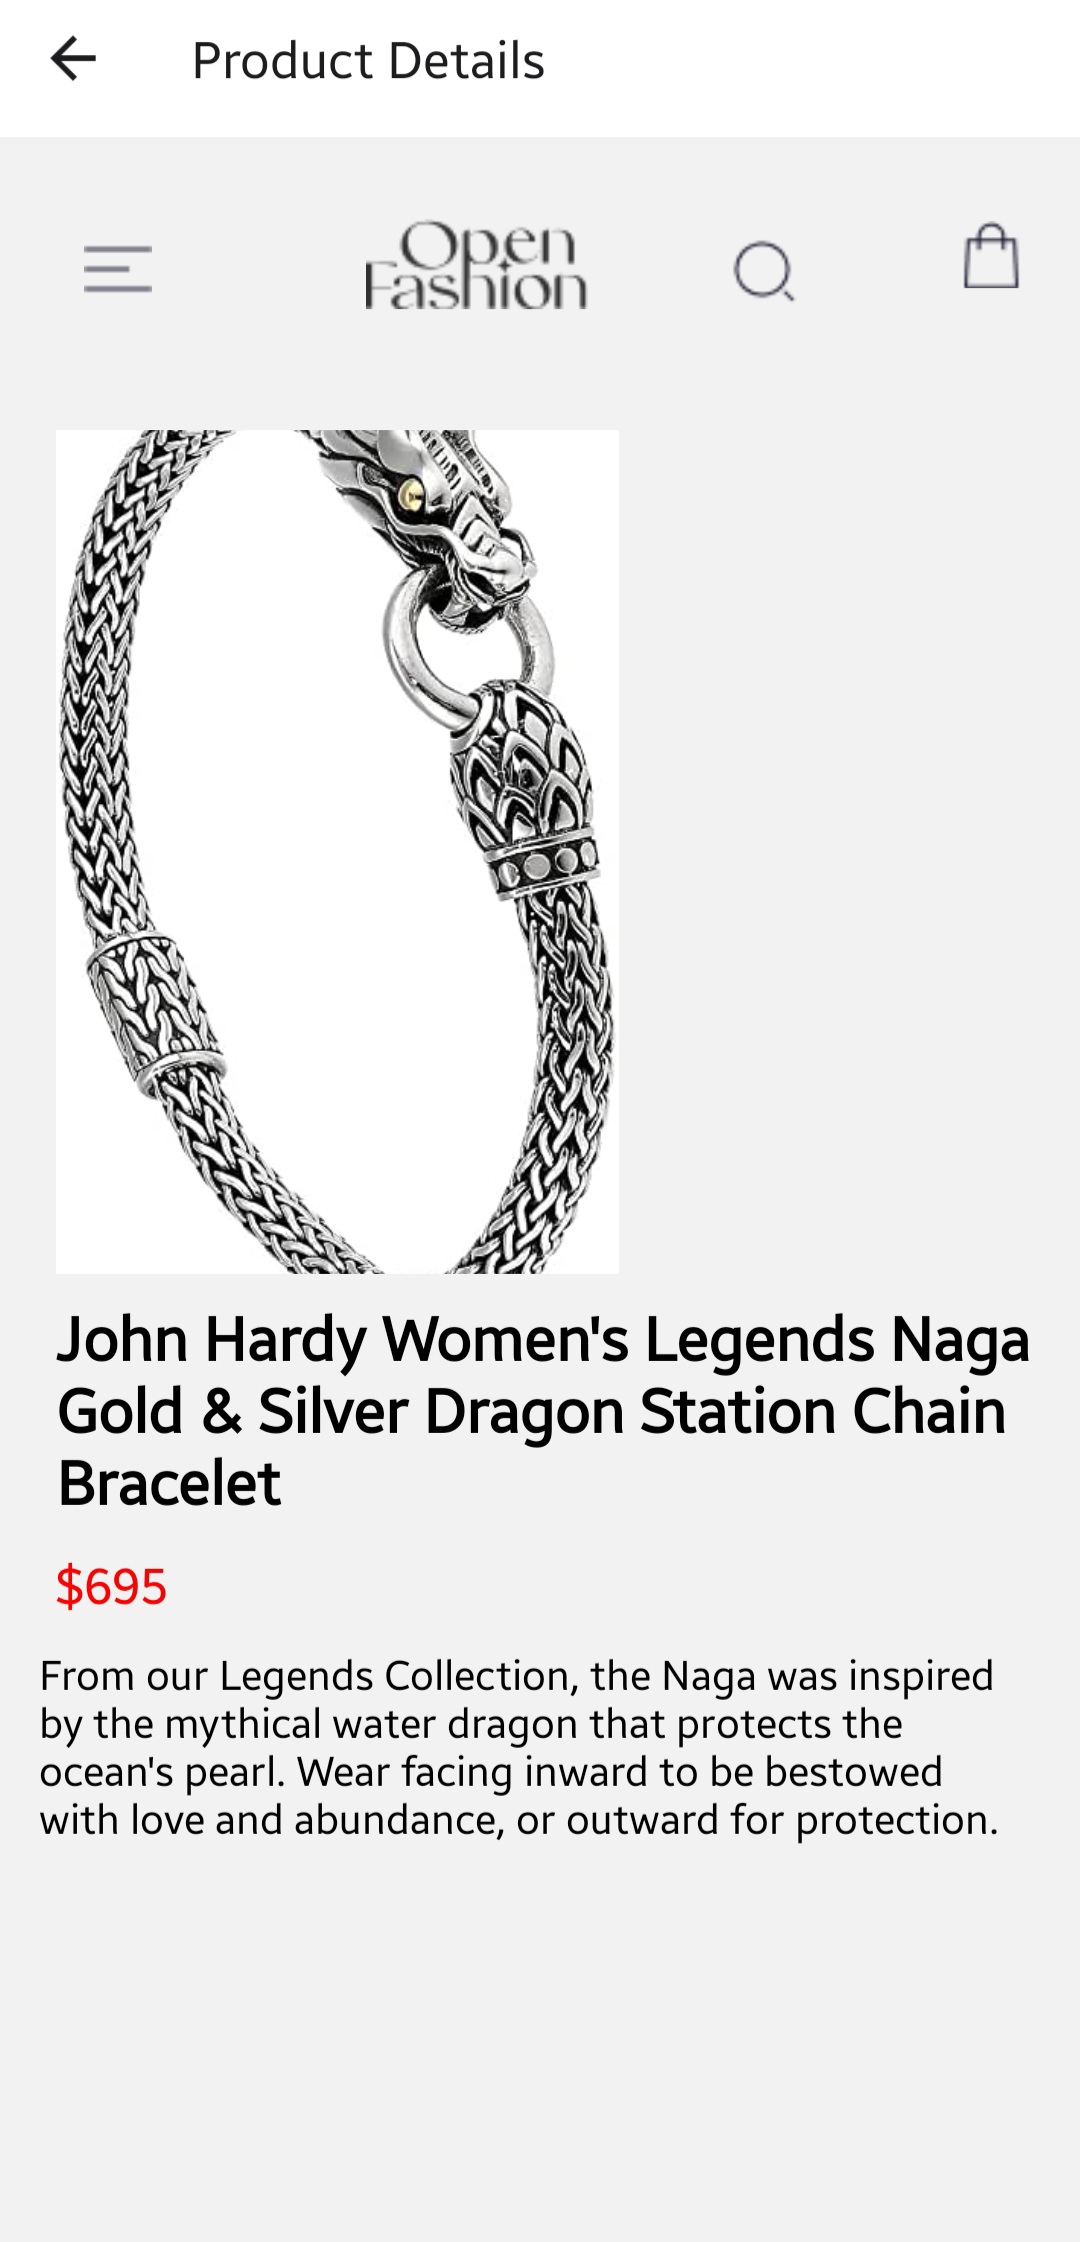 Product Details
Open
Fashion
John Hardy Women's Legends Naga
Gold & Silver Dragon Station Chain
Bracelet
$695
From our Legends Collection, the Naga was inspired
by the mythical water dragon that protects the
ocean's pearl. Wear facing inward to be bestowed
with love and abundance, or outward for protection.